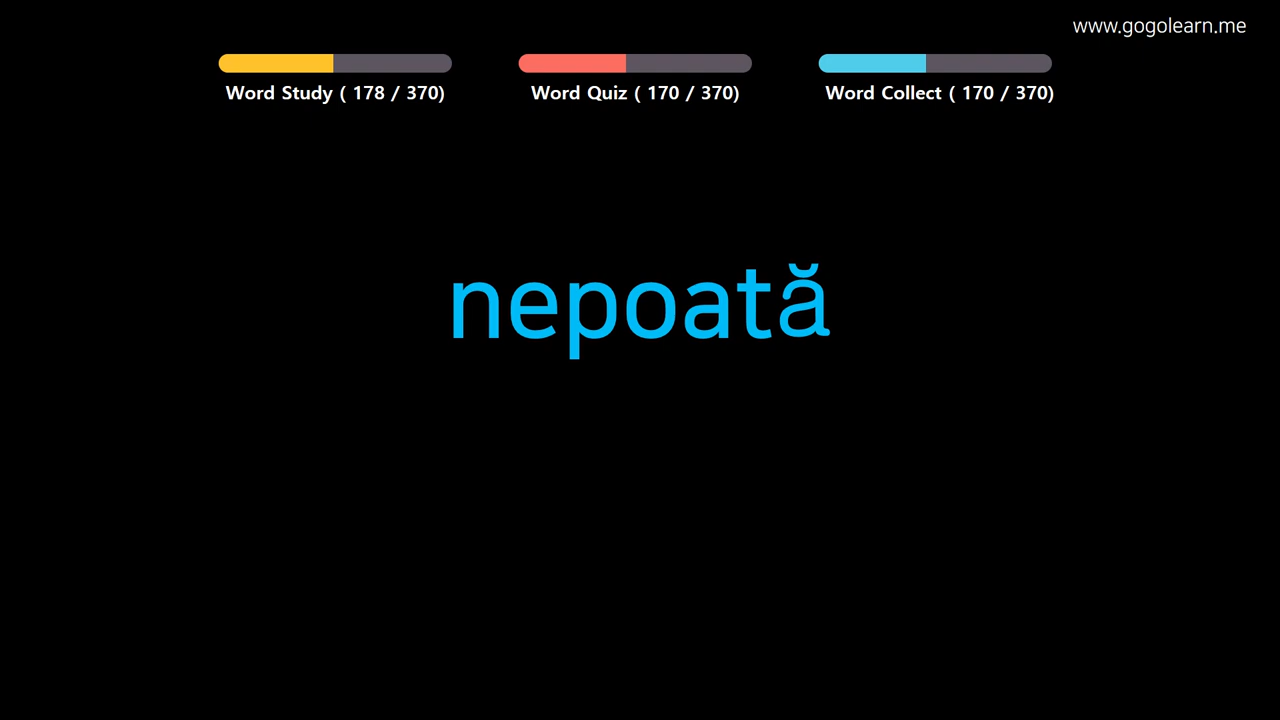 www.gogolearn.me
Word Study ( 178 / 370)
Word Quiz ( 170 / 370)
Word Collect ( 170 / 370)
nepoată